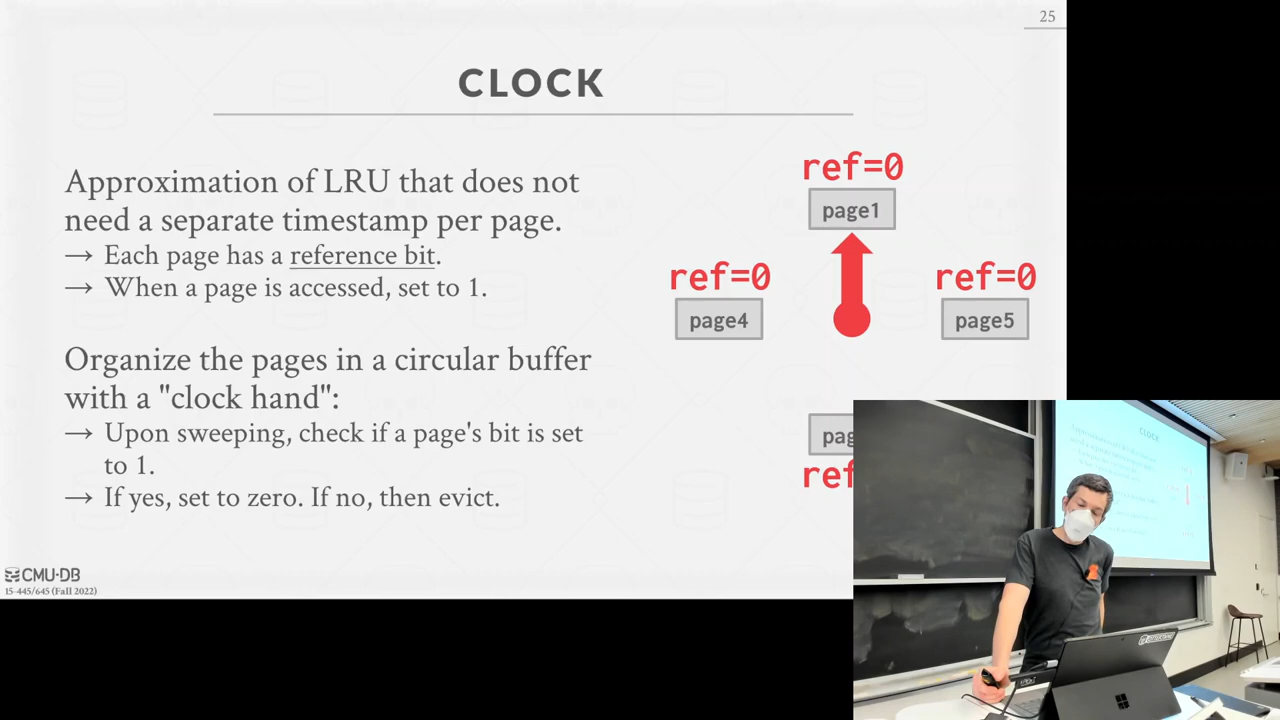 25
CLOCK
Approximation of LRU that does not
need a separate timestamp per page.
→ Each page has a reference bit.
→ When a page is accessed, set to 1.
Organize the pages in a circular buffer
with a "clock hand":
→ Upon sweeping, check if a page's bit is set
to 1.
→ If yes, set to zero. If no, then evict.
ref=0
page1
ref=0
page4
ref=0
page5
CMU·DB
15-445/645 (Fall 2022)
CLOCK